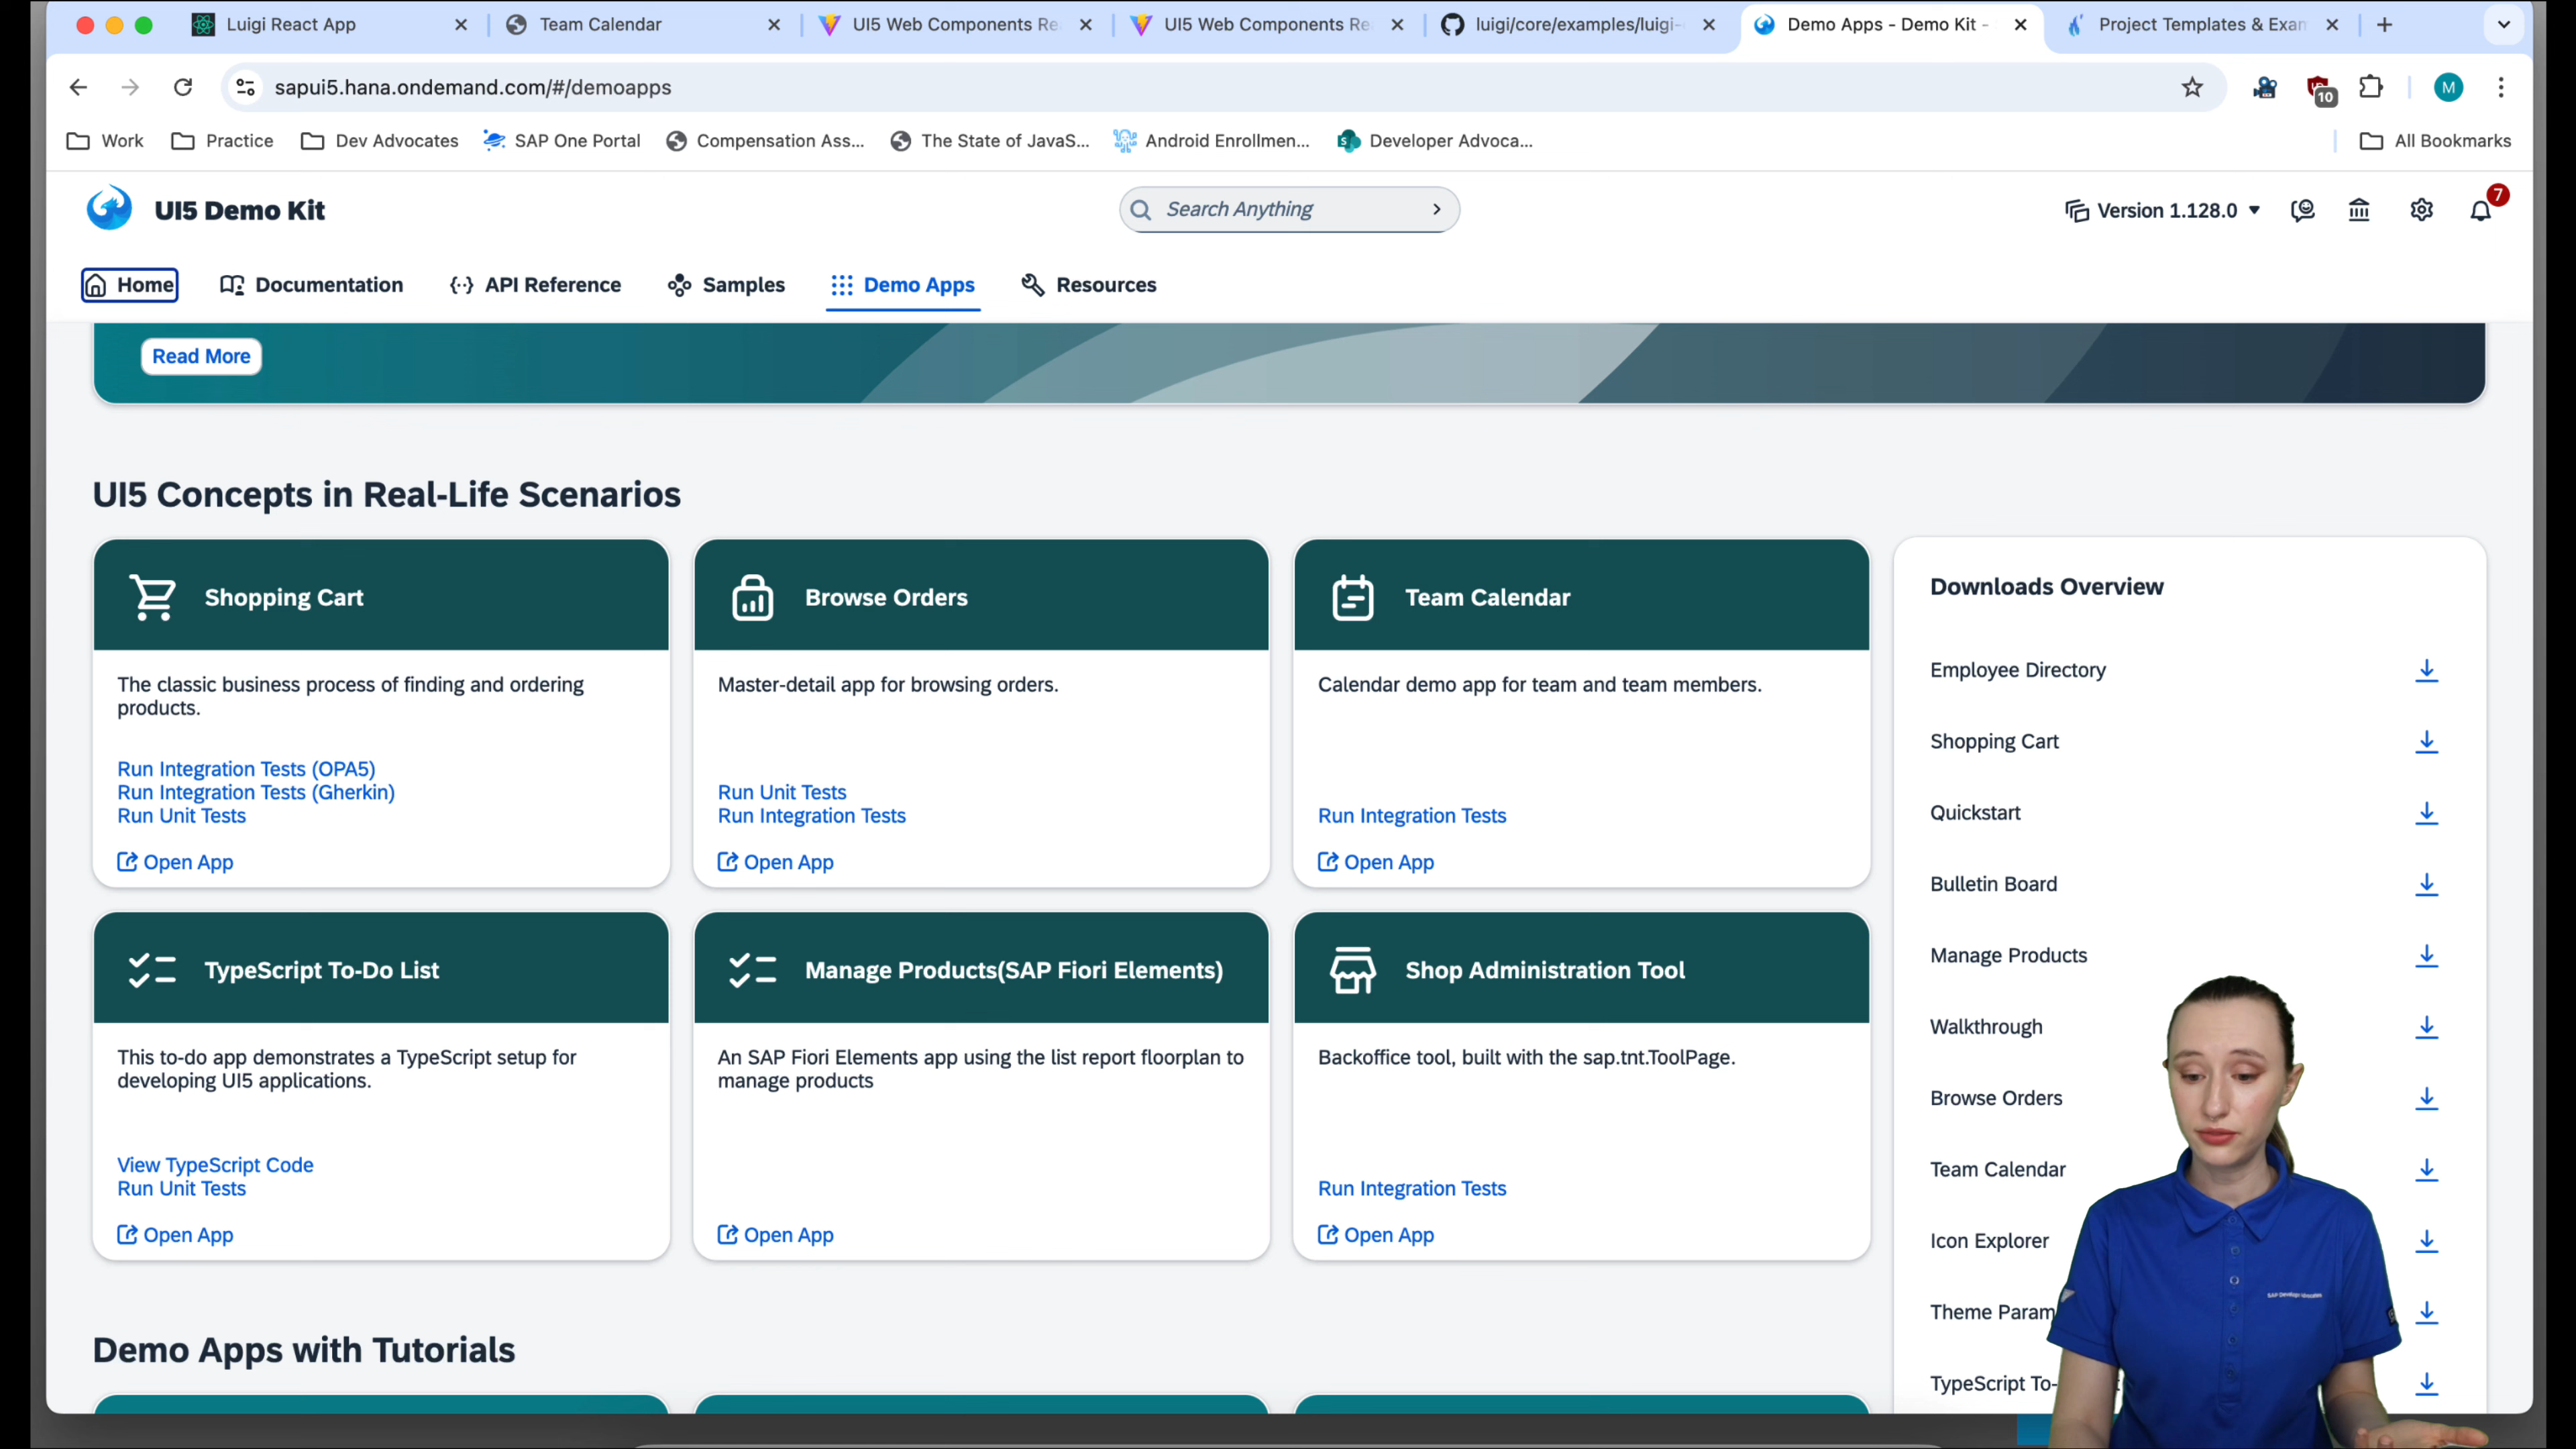 Luigi React App
Team Calendar
UI5 Web Components Re
UI5 Web Components Re
luigi/core/examples/luigi-
Demo Apps - Demo Kit -
Project Templates & Exam
sapui5.hana.ondemand.com/#/demoapps
10
M
Work
Practice
Dev Advocates
SAP One Portal
Compensation Ass...
The State of JavaS...
Android Enrollmen...
Developer Advoca...
All Bookmarks
UI5 Demo Kit
Search Anything
Version 1.128.0
7
Home
Documentation
API Reference
Samples
Demo Apps
Resources
Read More
UI5 Concepts in Real-Life Scenarios
Shopping Cart
The classic business process of finding and ordering
products.
Run Integration Tests (OPA5)
Run Integration Tests (Gherkin)
Run Unit Tests
Open App
Browse Orders
Master-detail app for browsing orders.
Run Unit Tests
Run Integration Tests
Open App
Team Calendar
Calendar demo app for team and team members.
Run Integration Tests
Open App
TypeScript To-Do List
This to-do app demonstrates a TypeScript setup for
developing UI5 applications.
View TypeScript Code
Run Unit Tests
Open App
Manage Products(SAP Fiori Elements)
An SAP Fiori Elements app using the list report floorplan to
manage products
Open App
Shop Administration Tool
Backoffice tool, built with the sap.tnt.ToolPage.
Run Integration Tests
Open App
Downloads Overview
Employee Directory
Shopping Cart
Quickstart
Bulletin Board
Manage Products
Walkthrough
Browse Orders
Team Calendar
Icon Explorer
Theme Param
TypeScript To-
Demo Apps with Tutorials